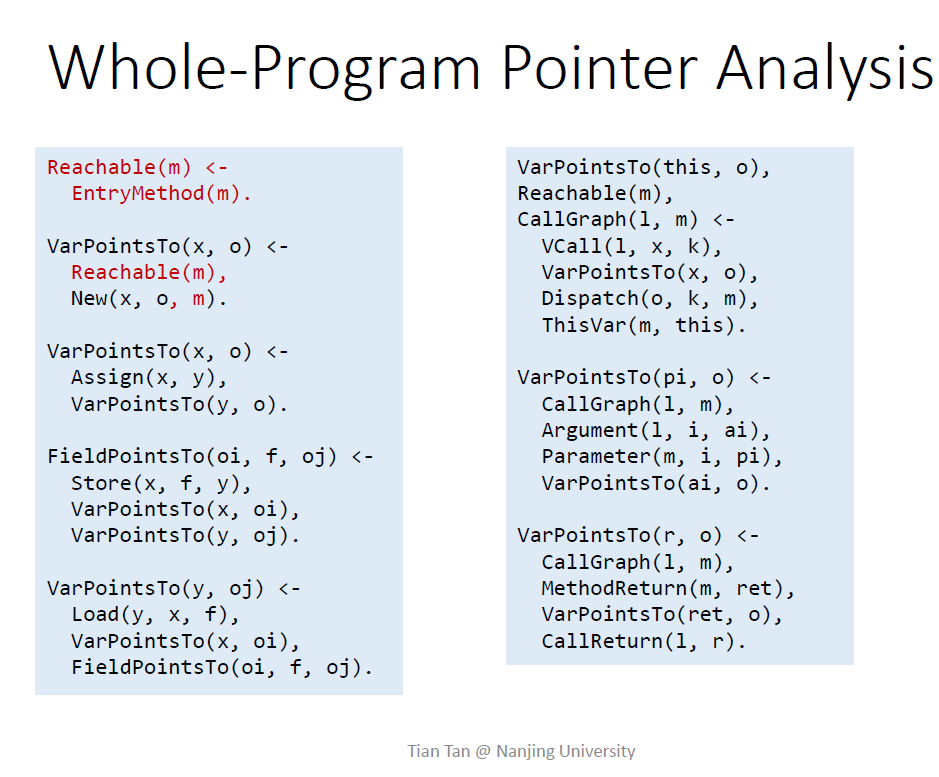 Whole-Program Pointer Analysis
Reachable(m) <-
  EntryMethod(m).
VarPointsTo(x, o) <-
  Reachable(m),
  New(x, o, m).
VarPointsTo(x, o) <-
  Assign(x, y),
  VarPointsTo(y, o).
FieldPointsTo(oi, f, oj) <-
  Store(x, f, y),
  VarPointsTo(x, oi),
  VarPointsTo(y, oj).
VarPointsTo(y, oj) <-
  Load(y, x, f),
  VarPointsTo(x, oi),
  FieldPointsTo(oi, f, oj).
VarPointsTo(this, o),
Reachable(m),
CallGraph(l, m) <-
  VCall(l, x, k),
  VarPointsTo(x, o),
  Dispatch(o, k, m),
  ThisVar(m, this).
VarPointsTo(pi, o) <-
  CallGraph(l, m),
  Argument(l, i, ai),
  Parameter(m, i, pi),
  VarPointsTo(ai, o).
VarPointsTo(r, o) <-
  CallGraph(l, m),
  MethodReturn(m, ret),
  VarPointsTo(ret, o),
  CallReturn(l, r).
Tian Tan @ Nanjing University